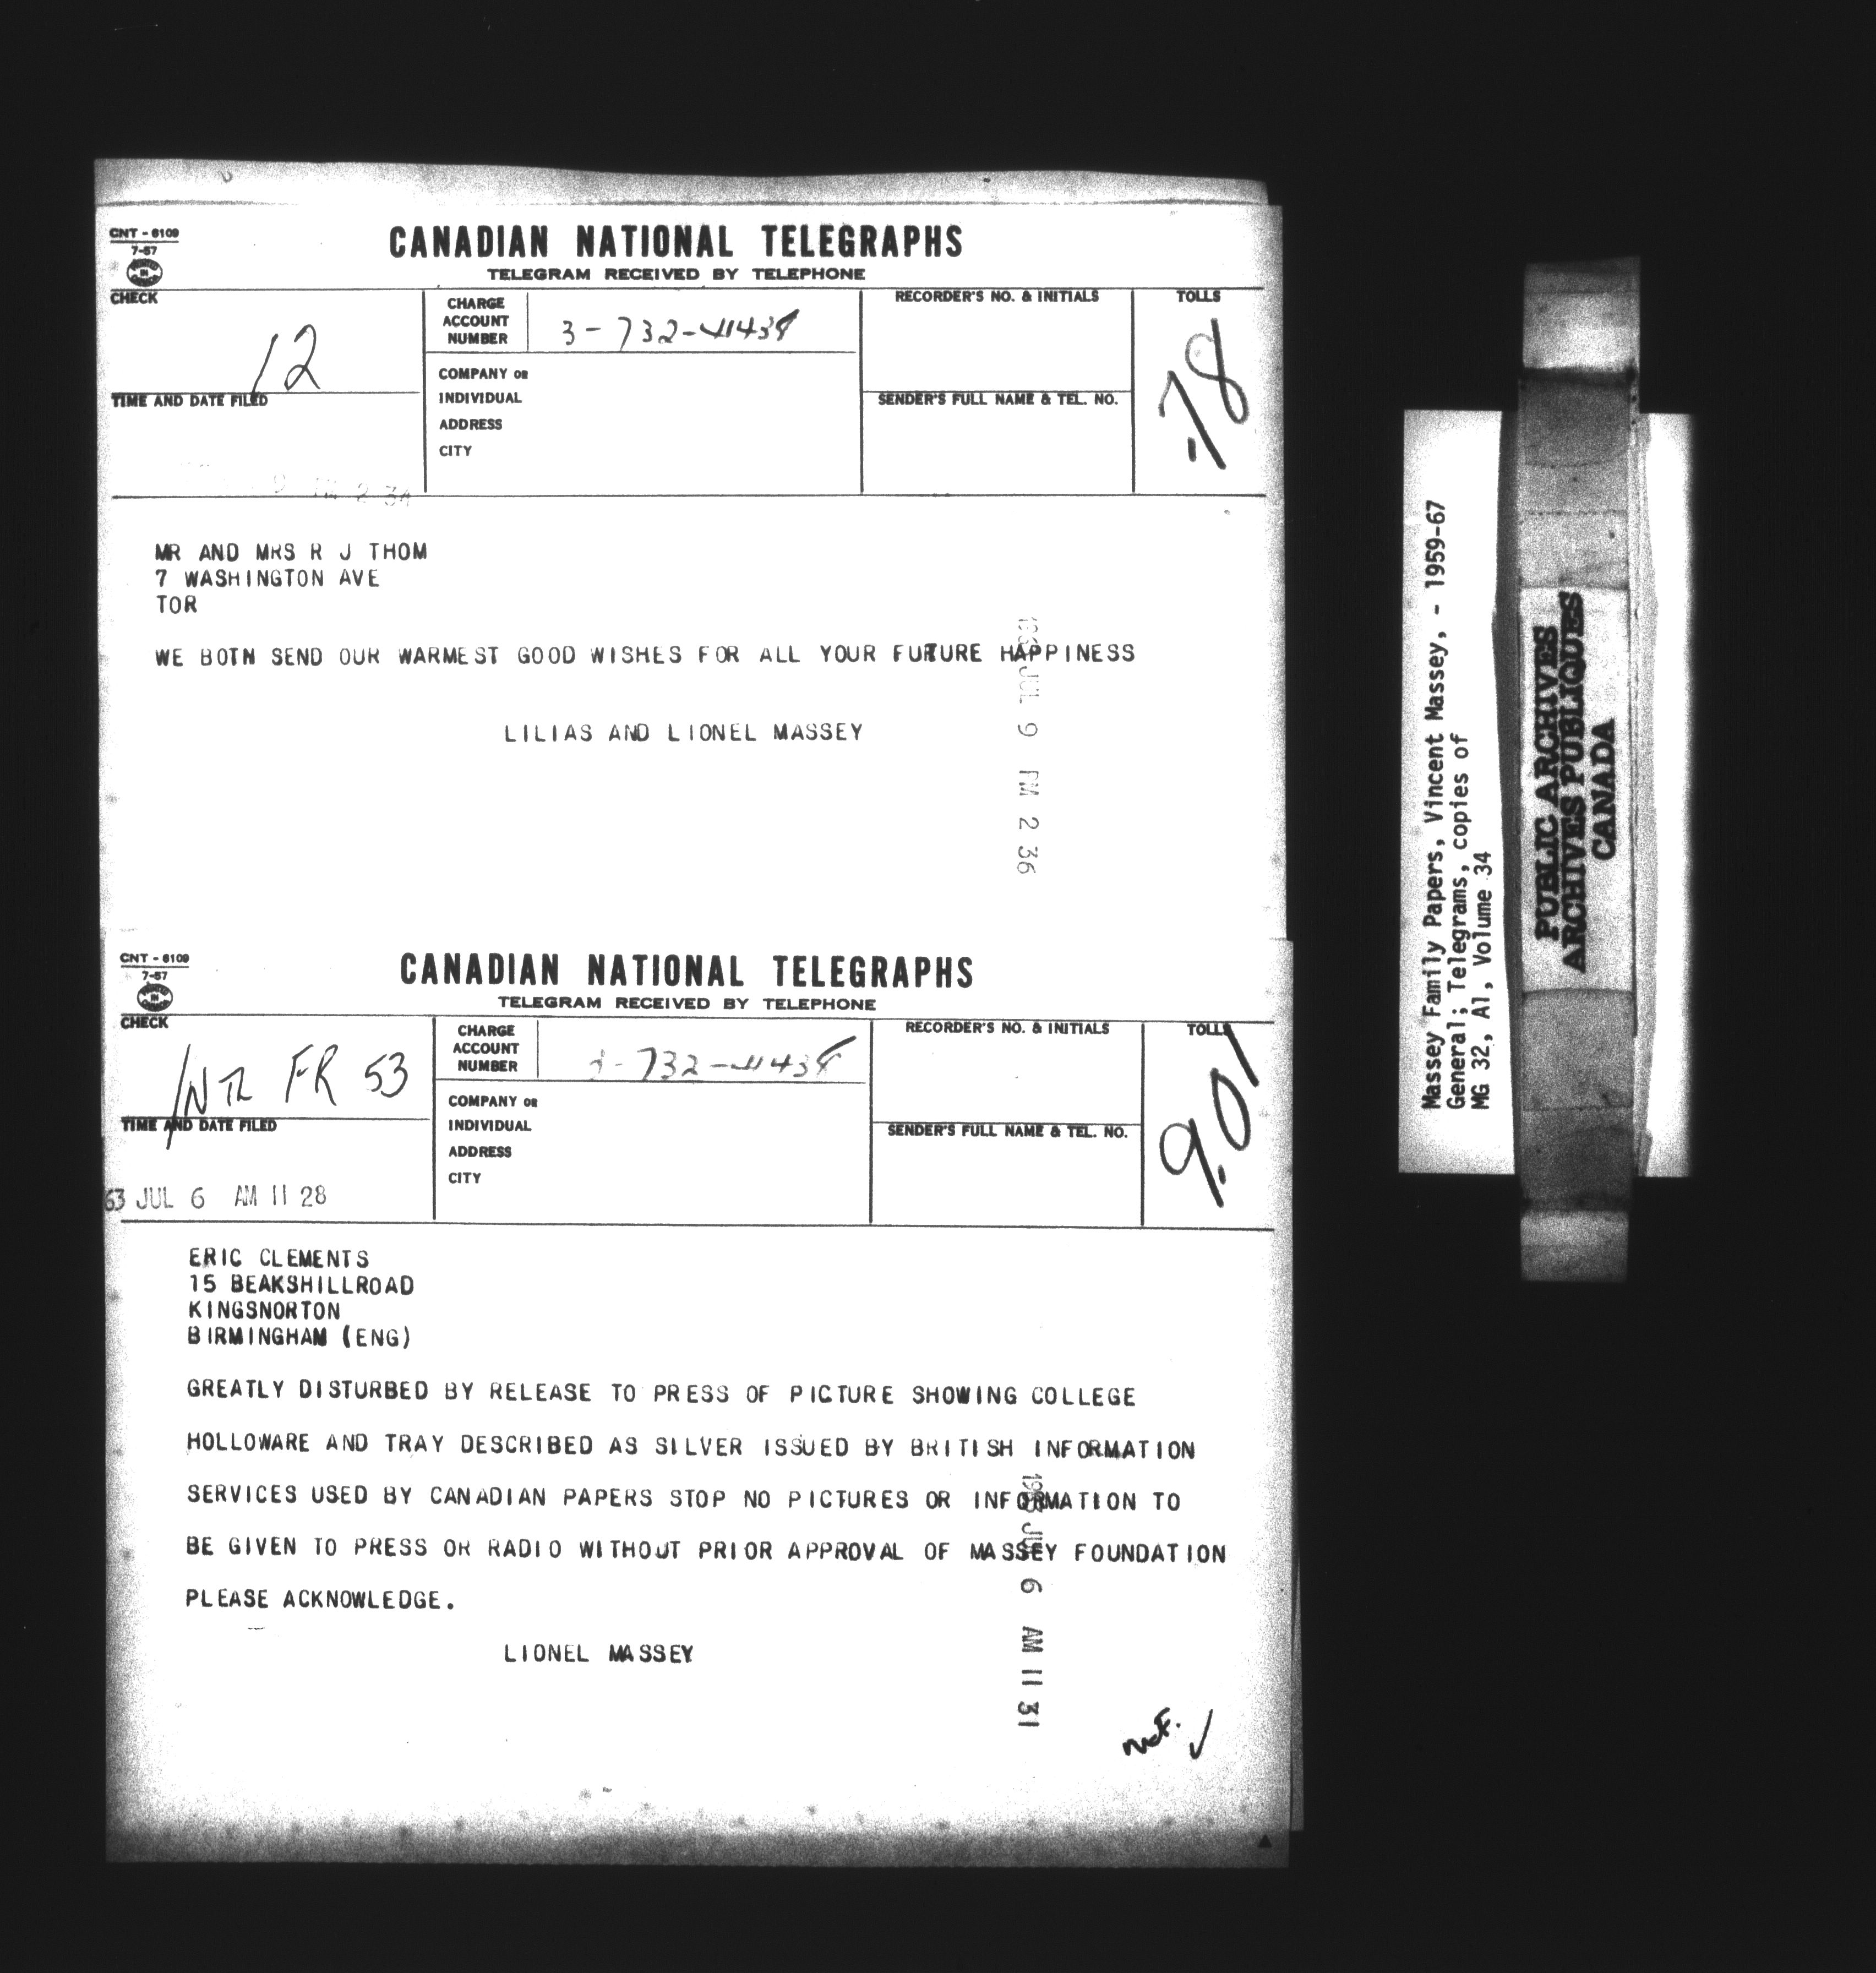 CNT - 6109
7-57
CANADIAN NATIONAL TELEGRAPHS
TELEGRAM RECEIVED BY TELEPHONE
CHECK
12
TIME AND DATE FILED
CHARGE
ACCOUNT
NUMBER
3-732-41438
COMPANY OR
INDIVIDUAL
ADDRESS
CITY
RECORDER'S NO. & INITIALS
SENDER'S FULL NAME & TEL. NO.
TOLLS
.78
MR AND MRS R J THOM
7 WASHINGTON AVE
TOR
WE BOTH SEND OUR WARMEST GOOD WISHES FOR ALL YOUR FUTURE HAPPINESS
LILIAS AND LIONEL MASSEY
JUL 9 PM 2 36
CNT - 6109
7-57
CANADIAN NATIONAL TELEGRAPHS
TELEGRAM RECEIVED BY TELEPHONE
CHECK
INTL FR 53
TIME AND DATE FILED
63 JUL 6 AM 11 28
CHARGE
ACCOUNT
NUMBER
3-732-41438
COMPANY OR
INDIVIDUAL
ADDRESS
CITY
RECORDER'S NO. & INITIALS
SENDER'S FULL NAME & TEL. NO.
TOLLS
9.01
ERIC CLEMENTS
15 BEAKSHILLROAD
KINGSNORTON
BIRMINGHAM (ENG)
GREATLY DISTURBED BY RELEASE TO PRESS OF PICTURE SHOWING COLLEGE
HOLLOWARE AND TRAY DESCRIBED AS SILVER ISSUED BY BRITISH INFORMATION
SERVICES USED BY CANADIAN PAPERS STOP NO PICTURES OR INFORMATION TO
BE GIVEN TO PRESS OR RADIO WITHOUT PRIOR APPROVAL OF MASSEY FOUNDATION
PLEASE ACKNOWLEDGE.
LIONEL MASSEY
1963 JUL 6 AM 11 31
Massey Family Papers, Vincent Massey, - 1959-67
General; Telegrams, copies of
MG 32, A1, Volume 34
PUBLIC ARCHIVES
ARCHIVES PUBLIQUES
CANADA